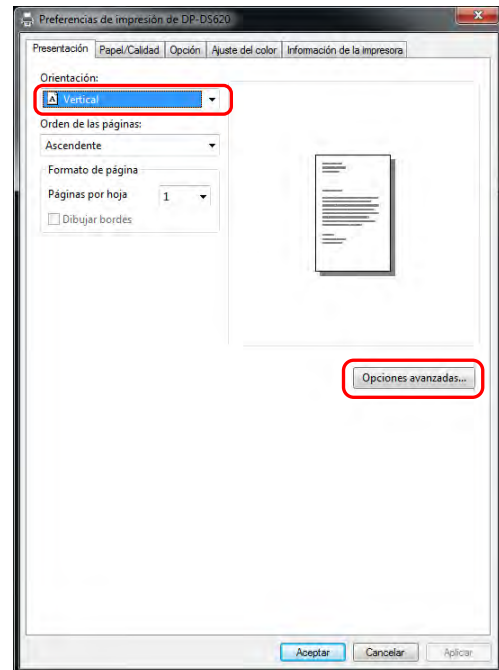 Preferencias de impresión de DP-DS620
Presentación Papel/Calidad Opción Ajuste del color Información de la impresora
Orientación:
A Vertical
Orden de las páginas:
Ascendente
Formato de página
Páginas por hoja 1
Dibujar bordes
Opciones avanzadas...
Aceptar Cancelar Aplicar